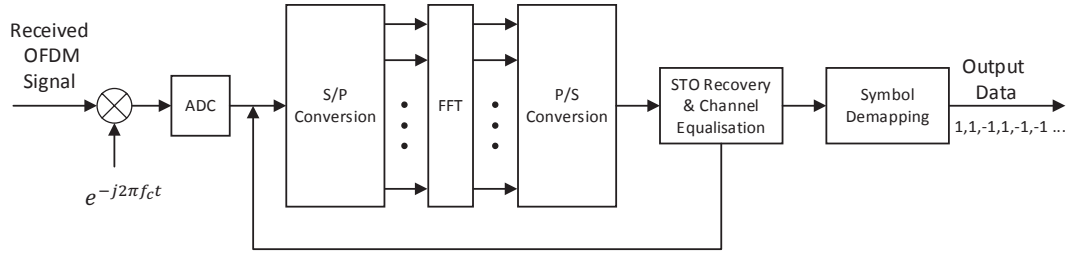 Received
OFDM
Signal
e^{-j2πf_ct}
ADC
S/P
Conversion
FFT
P/S
Conversion
STO Recovery
& Channel
Equalisation
Symbol
Demapping
Output
Data
1,1,-1,1,-1,-1 ...